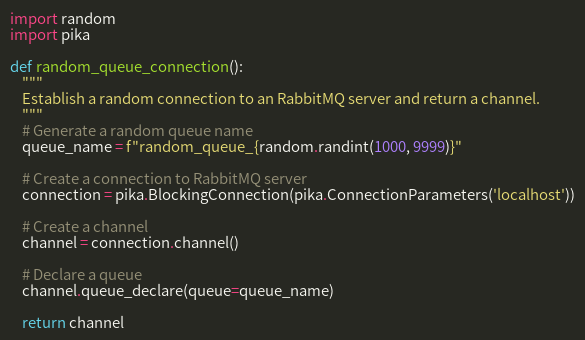 import random
import pika

def random_queue_connection():
    """
    Establish a random connection to an RabbitMQ server and return a channel.
    """
    # Generate a random queue name
    queue_name = f"random_queue_{random.randint(1000, 9999)}"

    # Create a connection to RabbitMQ server
    connection = pika.BlockingConnection(pika.ConnectionParameters('localhost'))

    # Create a channel
    channel = connection.channel()

    # Declare a queue
    channel.queue_declare(queue=queue_name)

    return channel